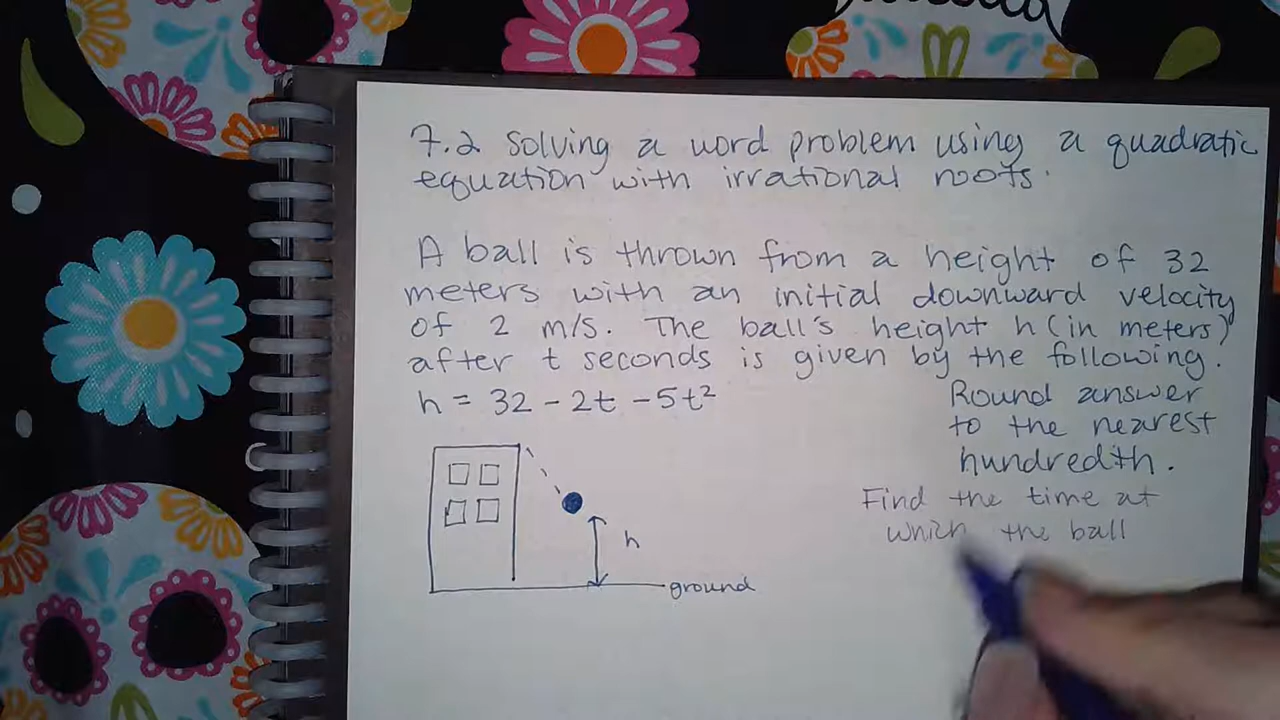 7.2 Solving a word problem using a quadratic
equation with irrational roots.
A ball is thrown from a height of 32
meters with an initial downward velocity
of 2 m/s. The ball's height h (in meters)
after t seconds is given by the following.
h = 32 - 2t - 5t²
Round answer
to the nearest
hundredth.
Find the time at
which the ball
h
ground